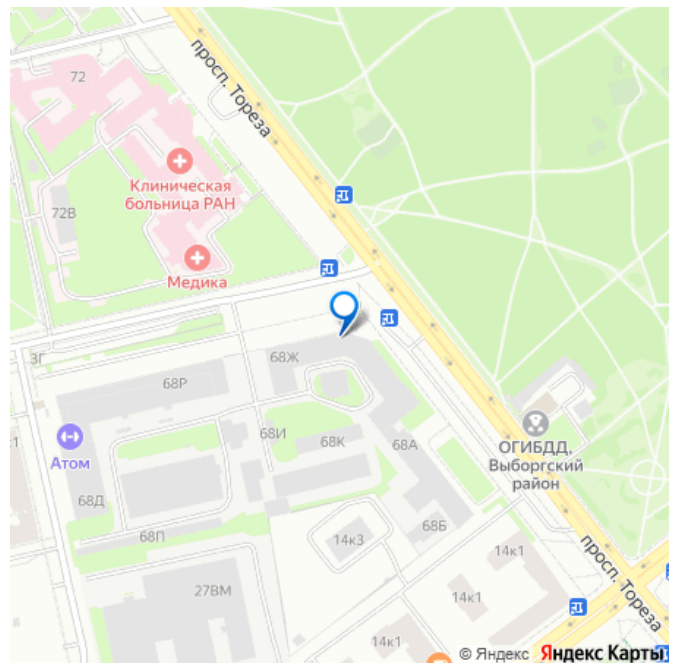 72
просп. Тореза
Клиническая
больница РАН
72В
Медика
3Г
68Ж
68Р
68И
68К
68А
Атом
ОГИБДД,
Выборгский
район
68Д
68П
68Б
14к3
14к1
27ВМ
14к1
просп. Тореза
14к1
© Яндекс Яндекс Карты